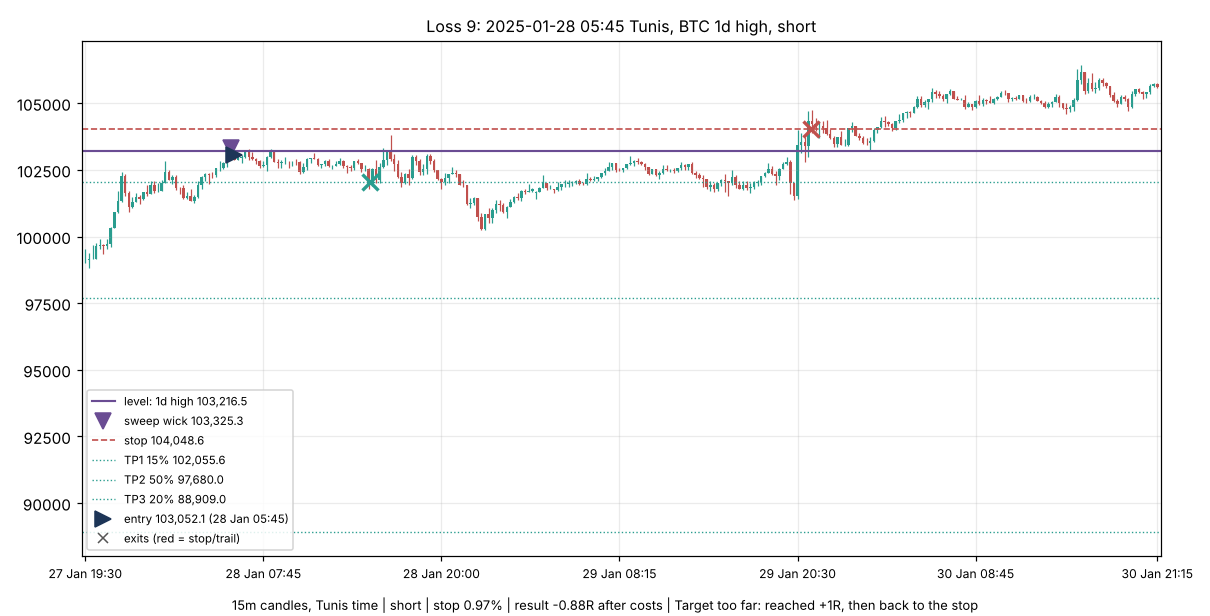 Loss 9: 2025-01-28 05:45 Tunis, BTC 1d high, short
105000
102500
100000
97500
95000
92500
90000
level: 1d high 103,216.5
sweep wick 103,325.3
stop 104,048.6
TP1 15% 102,055.6
TP2 50% 97,680.0
TP3 20% 88,909.0
entry 103,052.1 (28 Jan 05:45)
exits (red = stop/trail)
27 Jan 19:30 28 Jan 07:45 28 Jan 20:00 29 Jan 08:15 29 Jan 20:30 30 Jan 08:45 30 Jan 21:15
15m candles, Tunis time | short | stop 0.97% | result -0.88R after costs | Target too far: reached +1R, then back to the stop